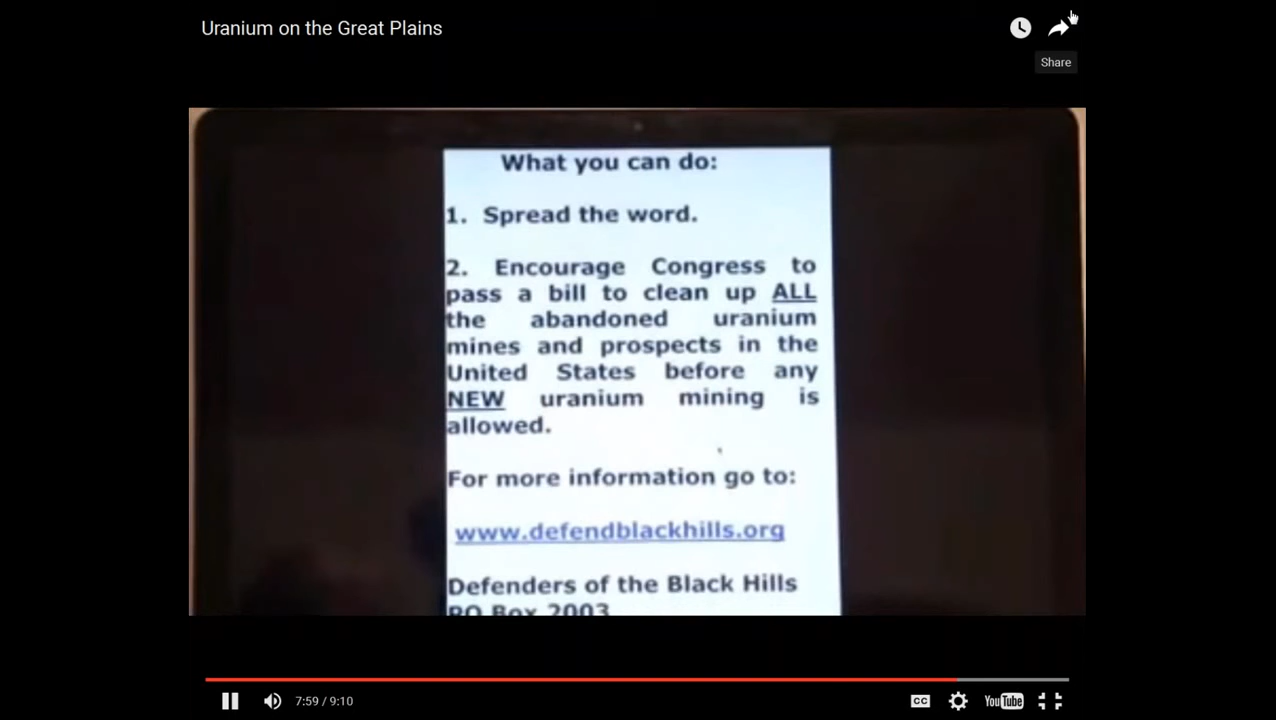 Uranium on the Great Plains
Share
What you can do:
1. Spread the word.
2. Encourage Congress to
pass a bill to clean up ALL
the abandoned uranium
mines and prospects in the
United States before any
NEW uranium mining is
allowed.
For more information go to:
www.defendblackhills.org
Defenders of the Black Hills
PO Box 2003
7:59 / 9:10
CC
YouTube